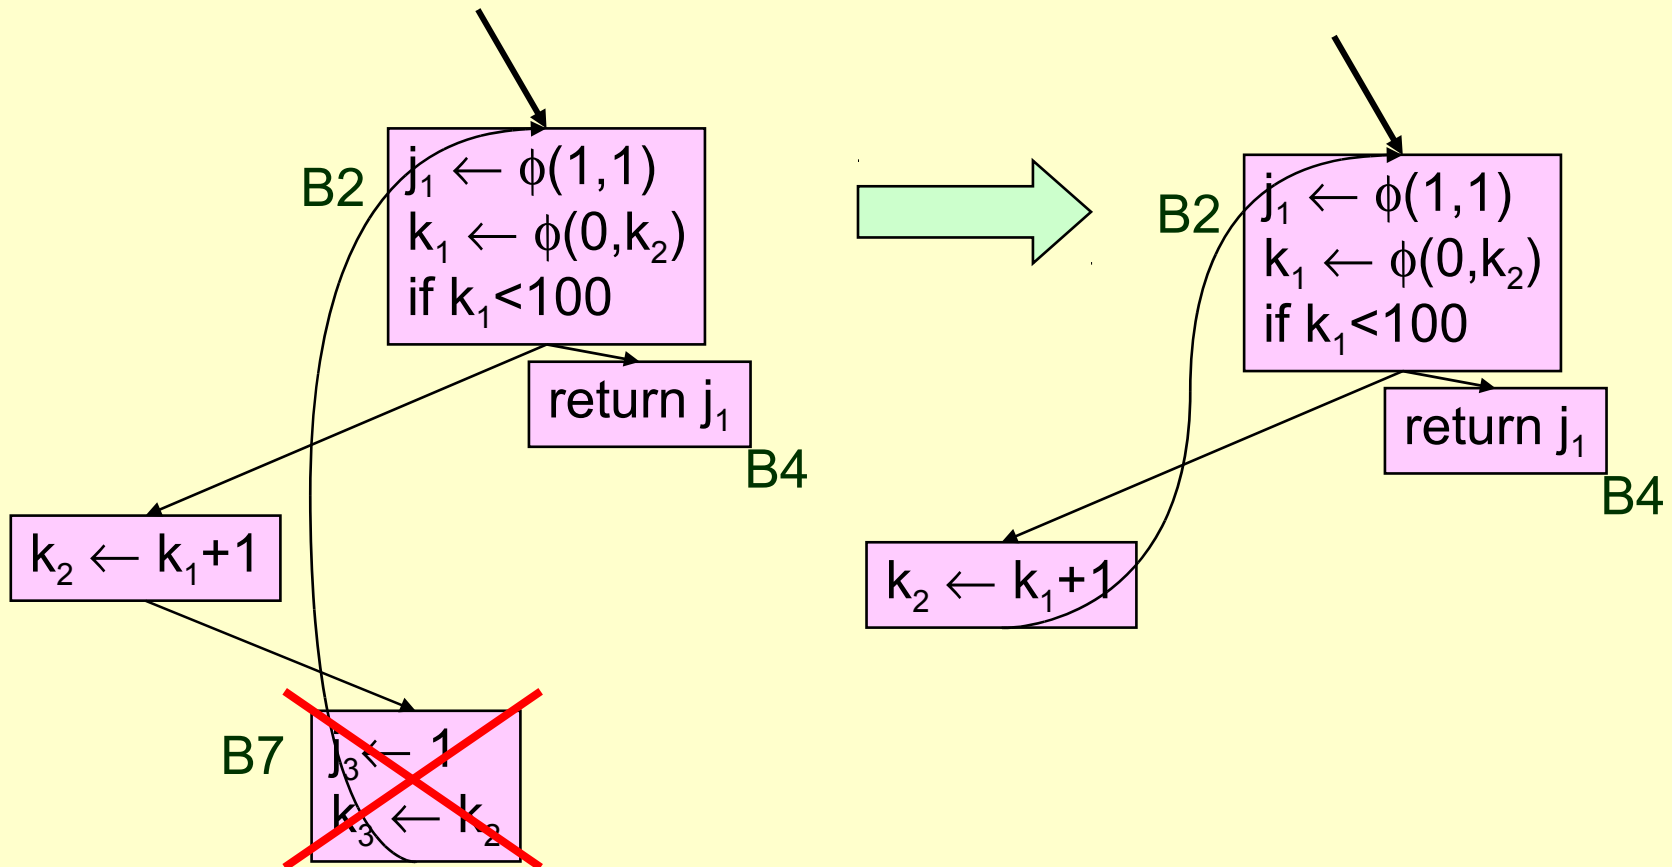 B2
j₁ ← ϕ(1,1)
k₁ ← ϕ(0,k₂)
if k₁<100
return j₁
B4
k₂ ← k₁+1
B7
j₃ ← 1
k₃ ← k₂
B2
j₁ ← ϕ(1,1)
k₁ ← ϕ(0,k₂)
if k₁<100
return j₁
B4
k₂ ← k₁+1